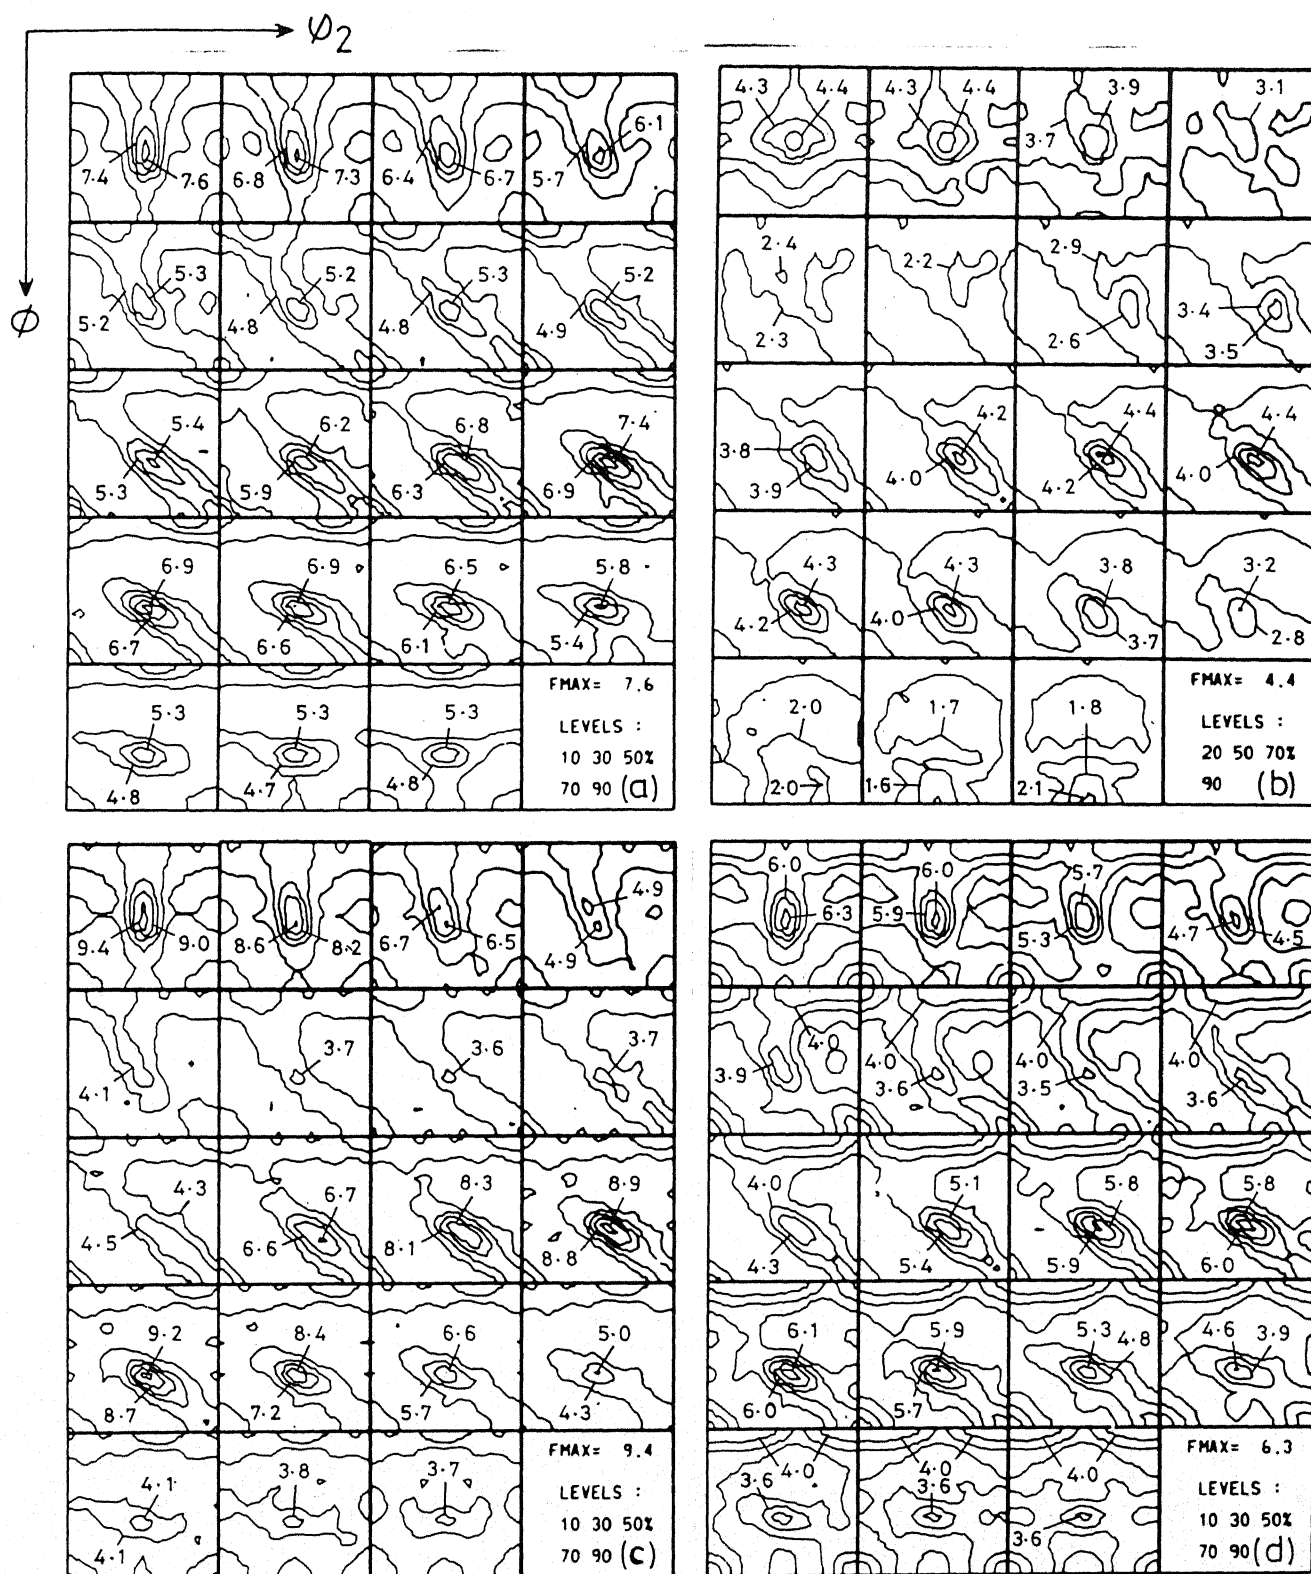 φ2
ϕ
7.4 7.6 6.8 7.3 6.4 6.7 5.7 6.1
5.2 5.3 4.8 5.2 4.8 5.3 4.9 5.2
5.3 5.4 5.9 6.2 6.3 6.8 6.9 7.4
6.7 6.9 6.6 6.9 6.1 6.5 5.4 5.8
4.8 5.3 4.7 5.3 4.8 5.3
FMAX= 7.6
LEVELS :
10 30 50%
70 90 (a)
4.3 4.4 4.3 4.4 3.7 3.9 3.1
2.4 2.3 2.2 2.9 2.6 3.4 3.5
3.8 3.9 4.0 4.2 4.2 4.4 4.0 4.4
4.2 4.3 4.0 4.3 3.8 3.7 3.2 2.8
2.0 2.0 1.7 1.6 1.8 2.1
FMAX= 4.4
LEVELS :
20 50 70%
90 (b)
9.4 9.0 8.6 8.2 6.7 6.5 4.9 4.9
4.1 3.7 3.6 3.7
4.5 4.3 6.6 6.7 8.1 8.3 8.8 8.9
9.2 8.7 8.4 7.2 6.6 5.7 5.0 4.3
4.1 4.1 3.8 3.7
FMAX= 9.4
LEVELS :
10 30 50%
70 90 (c)
6.0 6.3 6.0 5.9 5.7 5.3 4.7 4.5
3.9 4.0 4.0 3.6 4.0 3.5 4.0 3.6
4.0 4.3 5.1 5.4 5.8 5.9 5.8 6.0
6.1 6.0 5.9 5.7 5.3 4.8 4.6 3.9
3.6 4.0 4.0 3.6 4.0 3.6
FMAX= 6.3
LEVELS :
10 30 50%
70 90 (d)